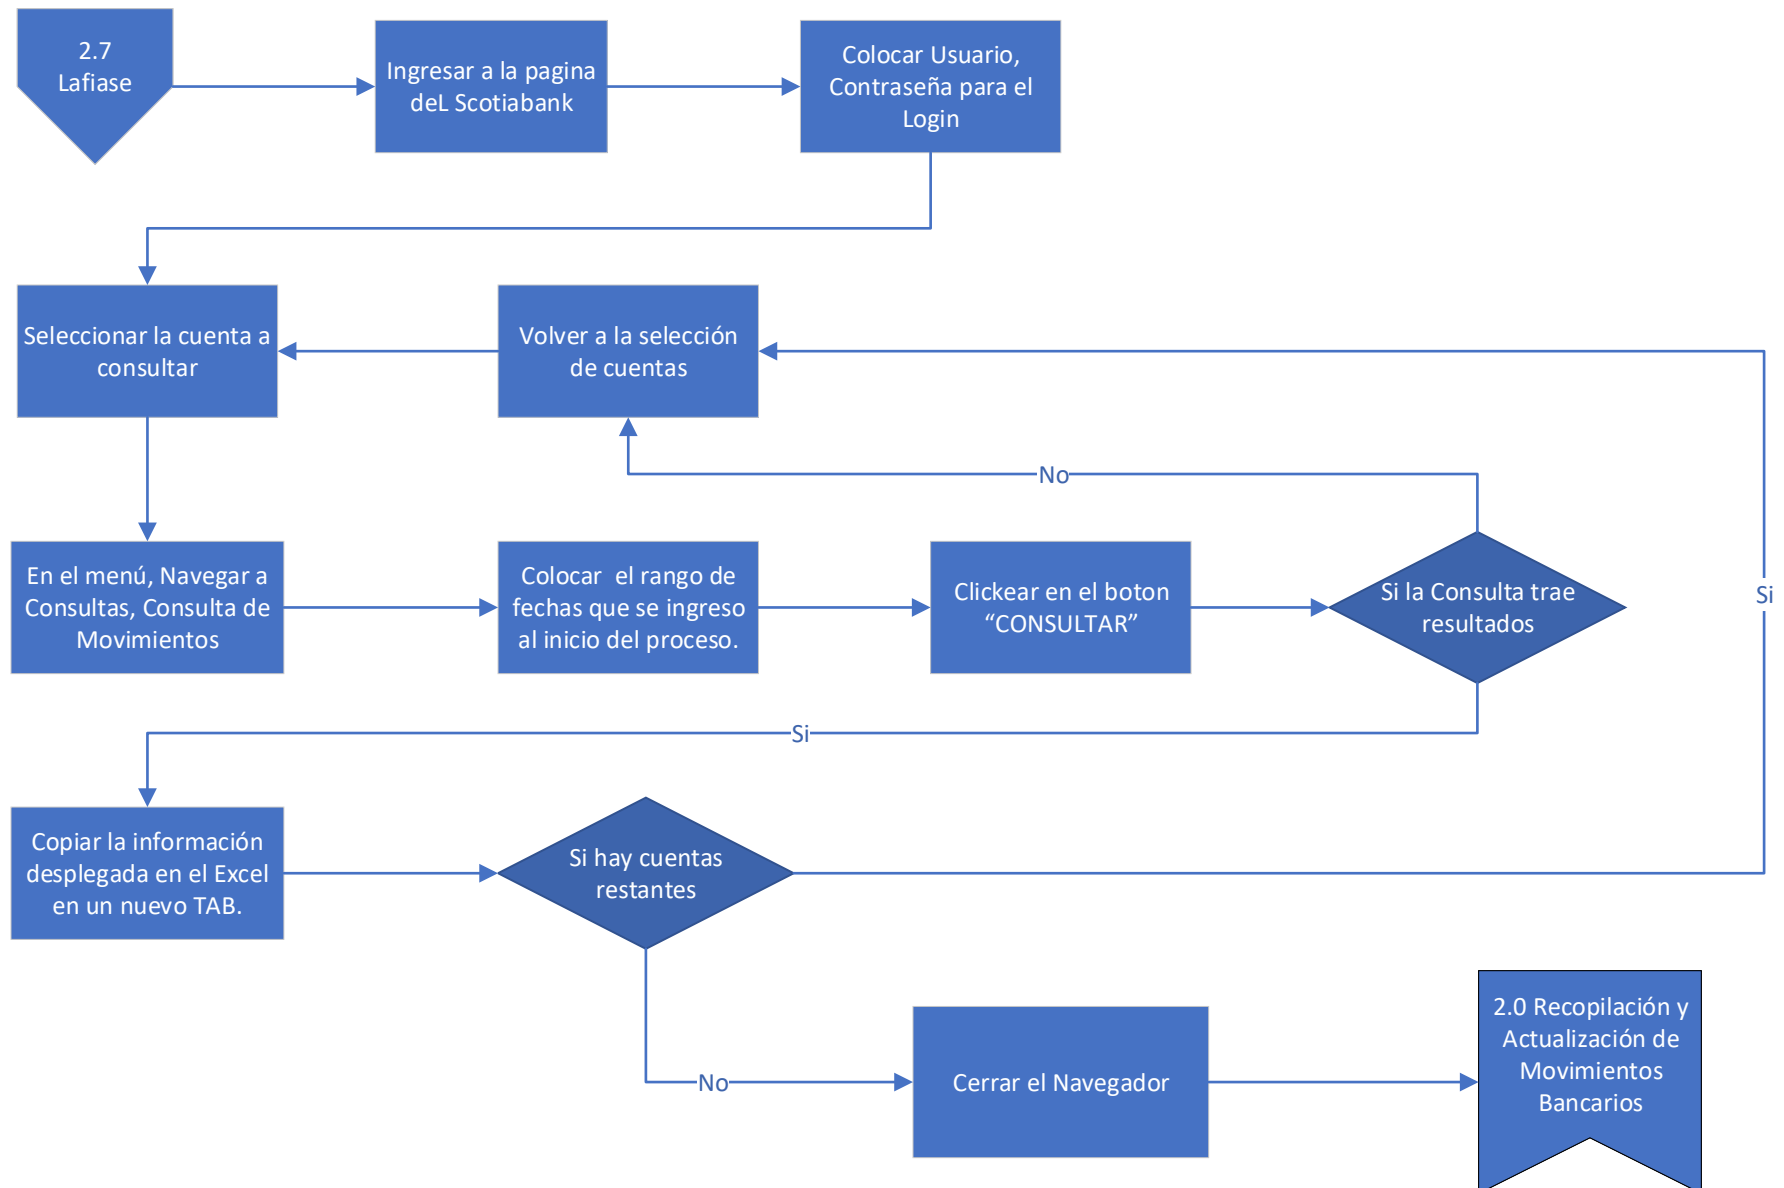 2.7
Lafiase
Ingresar a la pagina
deL Scotiabank
Colocar Usuario,
Contraseña para el
Login
Seleccionar la cuenta a
consultar
Volver a la selección
de cuentas
No
En el menú, Navegar a
Consultas, Consulta de
Movimientos
Colocar el rango de
fechas que se ingreso
al inicio del proceso.
Clickear en el boton
“CONSULTAR”
Si la Consulta trae
resultados
Si
Si
Copiar la información
desplegada en el Excel
en un nuevo TAB.
Si hay cuentas
restantes
No
Cerrar el Navegador
2.0 Recopilación y
Actualización de
Movimientos
Bancarios